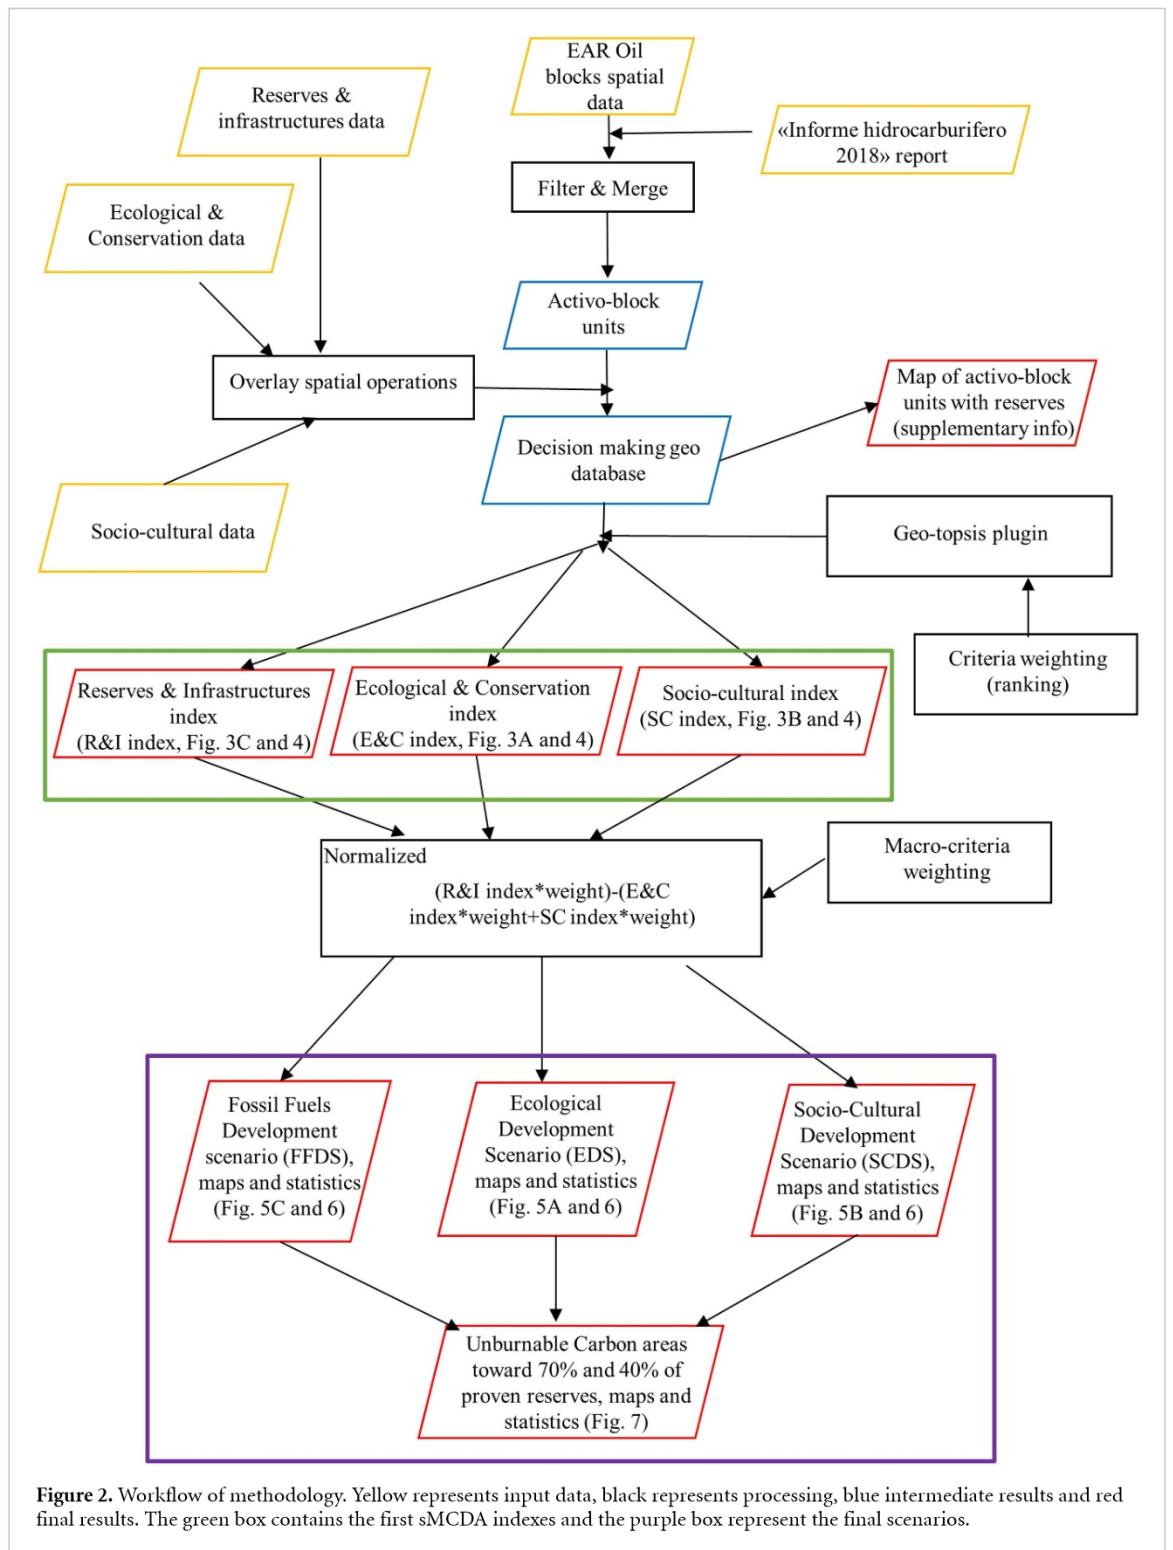 EAR Oil
blocks spatial
data
Reserves &
infrastructures data
«Informe hidrocarburifero
2018» report
Filter & Merge
Ecological &
Conservation data
Activo-block
units
Overlay spatial operations
Map of activo-block
units with reserves
(supplementary info)
Decision making geo
database
Socio-cultural data
Geo-topsis plugin
Criteria weighting
(ranking)
Reserves & Infrastructures
index
(R&I index, Fig. 3C and 4)
Ecological & Conservation
index
(E&C index, Fig. 3A and 4)
Socio-cultural index
(SC index, Fig. 3B and 4)
Normalized
(R&I index*weight)-(E&C
index*weight+SC index*weight)
Macro-criteria
weighting
Fossil Fuels
Development
scenario (FFDS),
maps and statistics
(Fig. 5C and 6)
Ecological
Development
Scenario (EDS),
maps and statistics
(Fig. 5A and 6)
Socio-Cultural
Development
Scenario (SCDS),
maps and statistics
(Fig. 5B and 6)
Unburnable Carbon areas
toward 70% and 40% of
proven reserves, maps and
statistics (Fig. 7)
Figure 2. Workflow of methodology. Yellow represents input data, black represents processing, blue intermediate results and red
final results. The green box contains the first sMCDA indexes and the purple box represent the final scenarios.